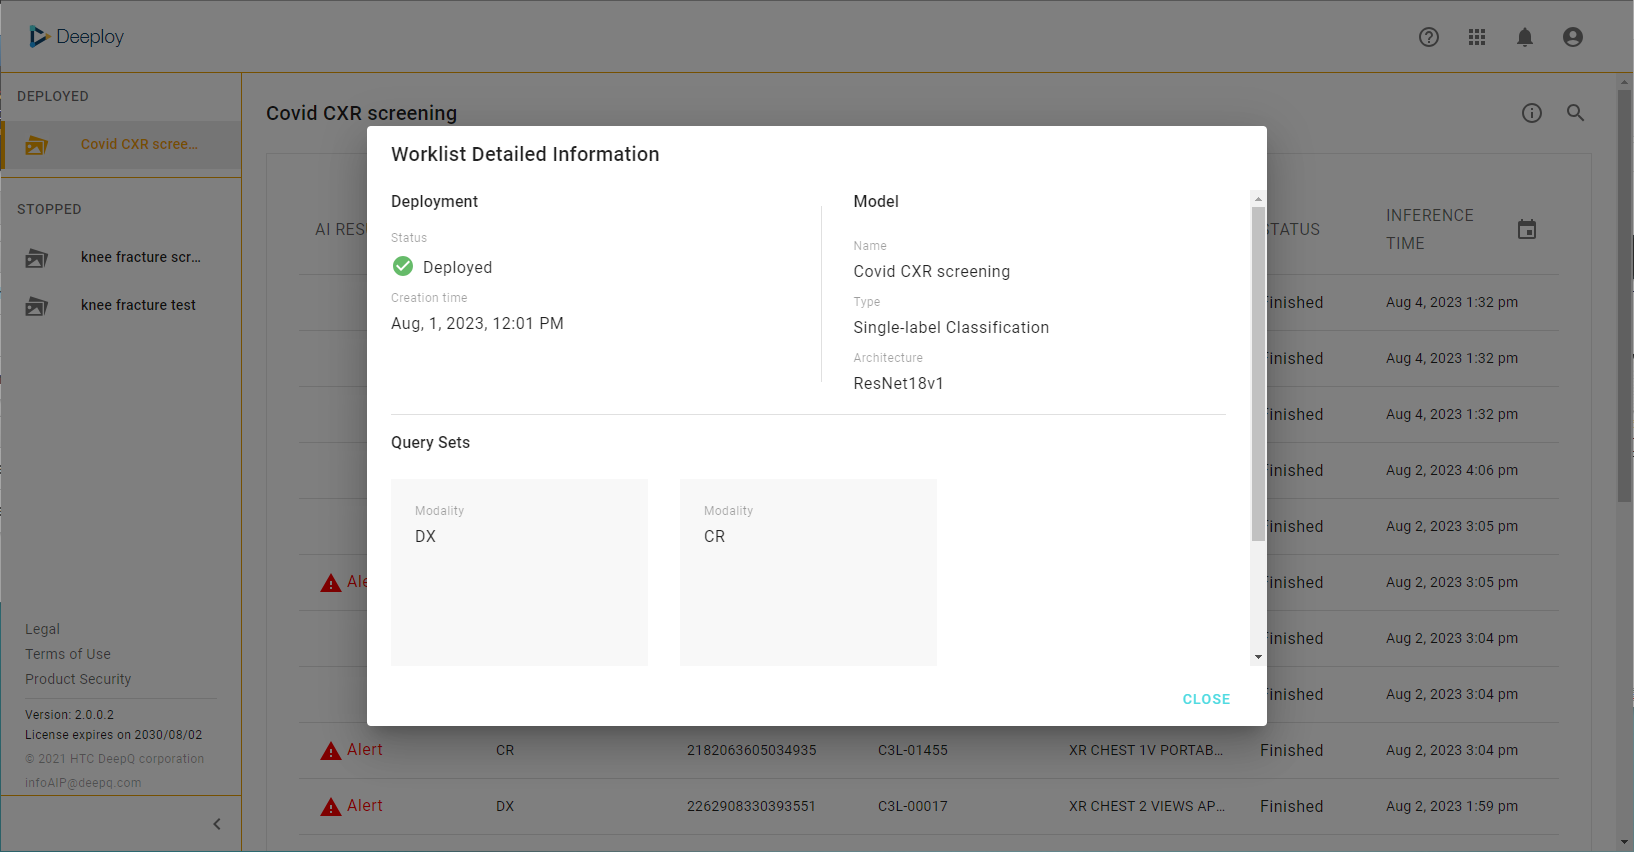 Deeploy
DEPLOYED
Covid CXR scree...
STOPPED
knee fracture scr...
knee fracture test
Legal
Terms of Use
Product Security
Version: 2.0.0.2
License expires on 2030/08/02
© 2021 HTC DeepQ corporation
infoAIP@deepq.com
Covid CXR screening
AI RESU
STATUS
INFERENCE
TIME
Finished
Aug 4, 2023 1:32 pm
Finished
Aug 4, 2023 1:32 pm
Finished
Aug 4, 2023 1:32 pm
Finished
Aug 2, 2023 4:06 pm
Finished
Aug 2, 2023 3:05 pm
Ale
Finished
Aug 2, 2023 3:05 pm
Finished
Aug 2, 2023 3:04 pm
Finished
Aug 2, 2023 3:04 pm
Alert
CR
2182063605034935
C3L-01455
XR CHEST 1V PORTAB...
Finished
Aug 2, 2023 3:04 pm
Alert
DX
2262908330393551
C3L-00017
XR CHEST 2 VIEWS AP...
Finished
Aug 2, 2023 1:59 pm
Worklist Detailed Information
Deployment
Status
Deployed
Creation time
Aug, 1, 2023, 12:01 PM
Model
Name
Covid CXR screening
Type
Single-label Classification
Architecture
ResNet18v1
Query Sets
Modality
DX
Modality
CR
CLOSE